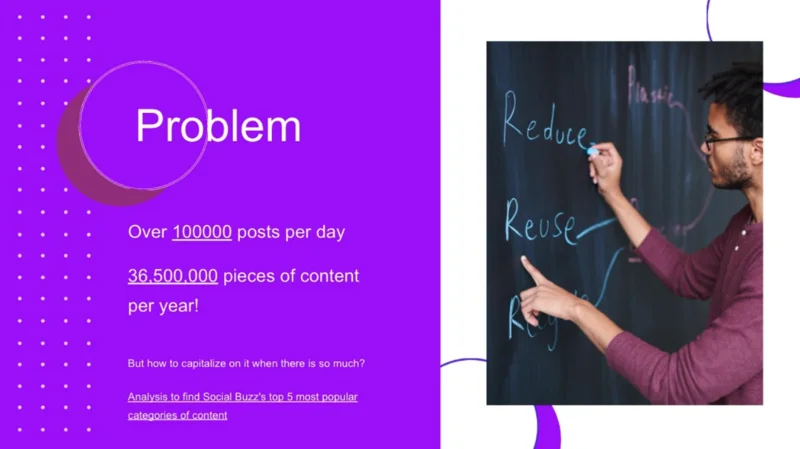 Problem
Over 100000 posts per day
36,500,000 pieces of content
per year!
But how to capitalize on it when there is so much?
Analysis to find Social Buzz's top 5 most popular
categories of content
Plastic
Reduce
Reuse